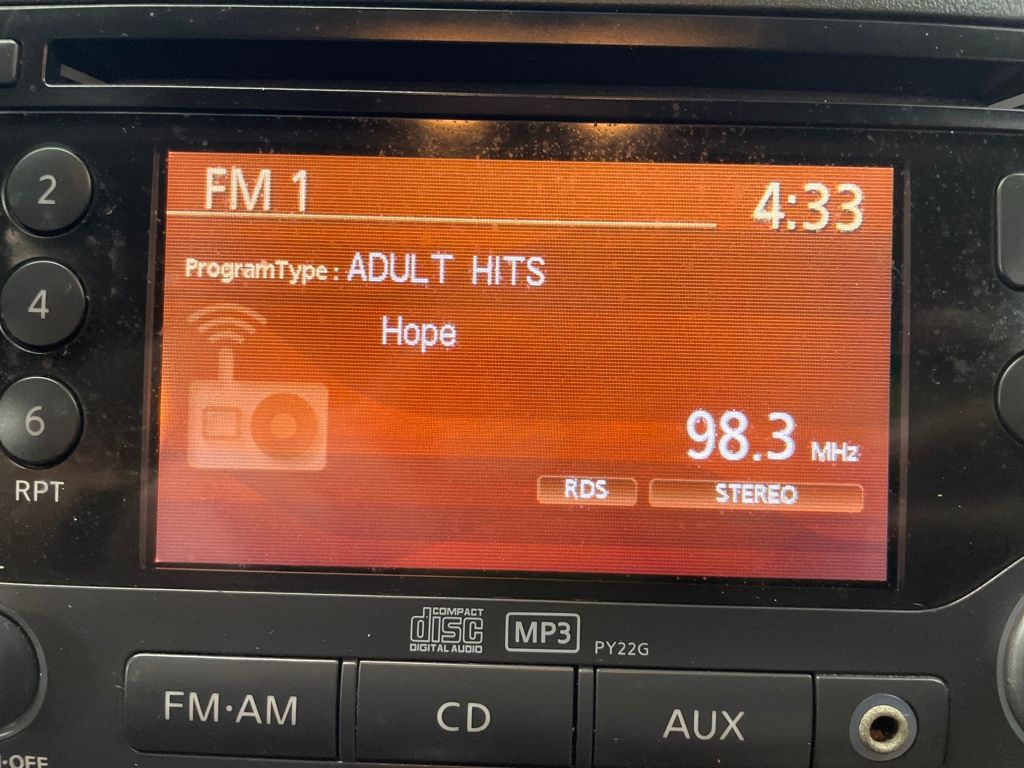 FM 1
4:33
ProgramType : ADULT HITS
Hope
98.3 MHz
RDS STEREO
2
4
6
RPT
COMPACT
disc
DIGITAL AUDIO
MP3
PY22G
FM·AM CD AUX
·OFF